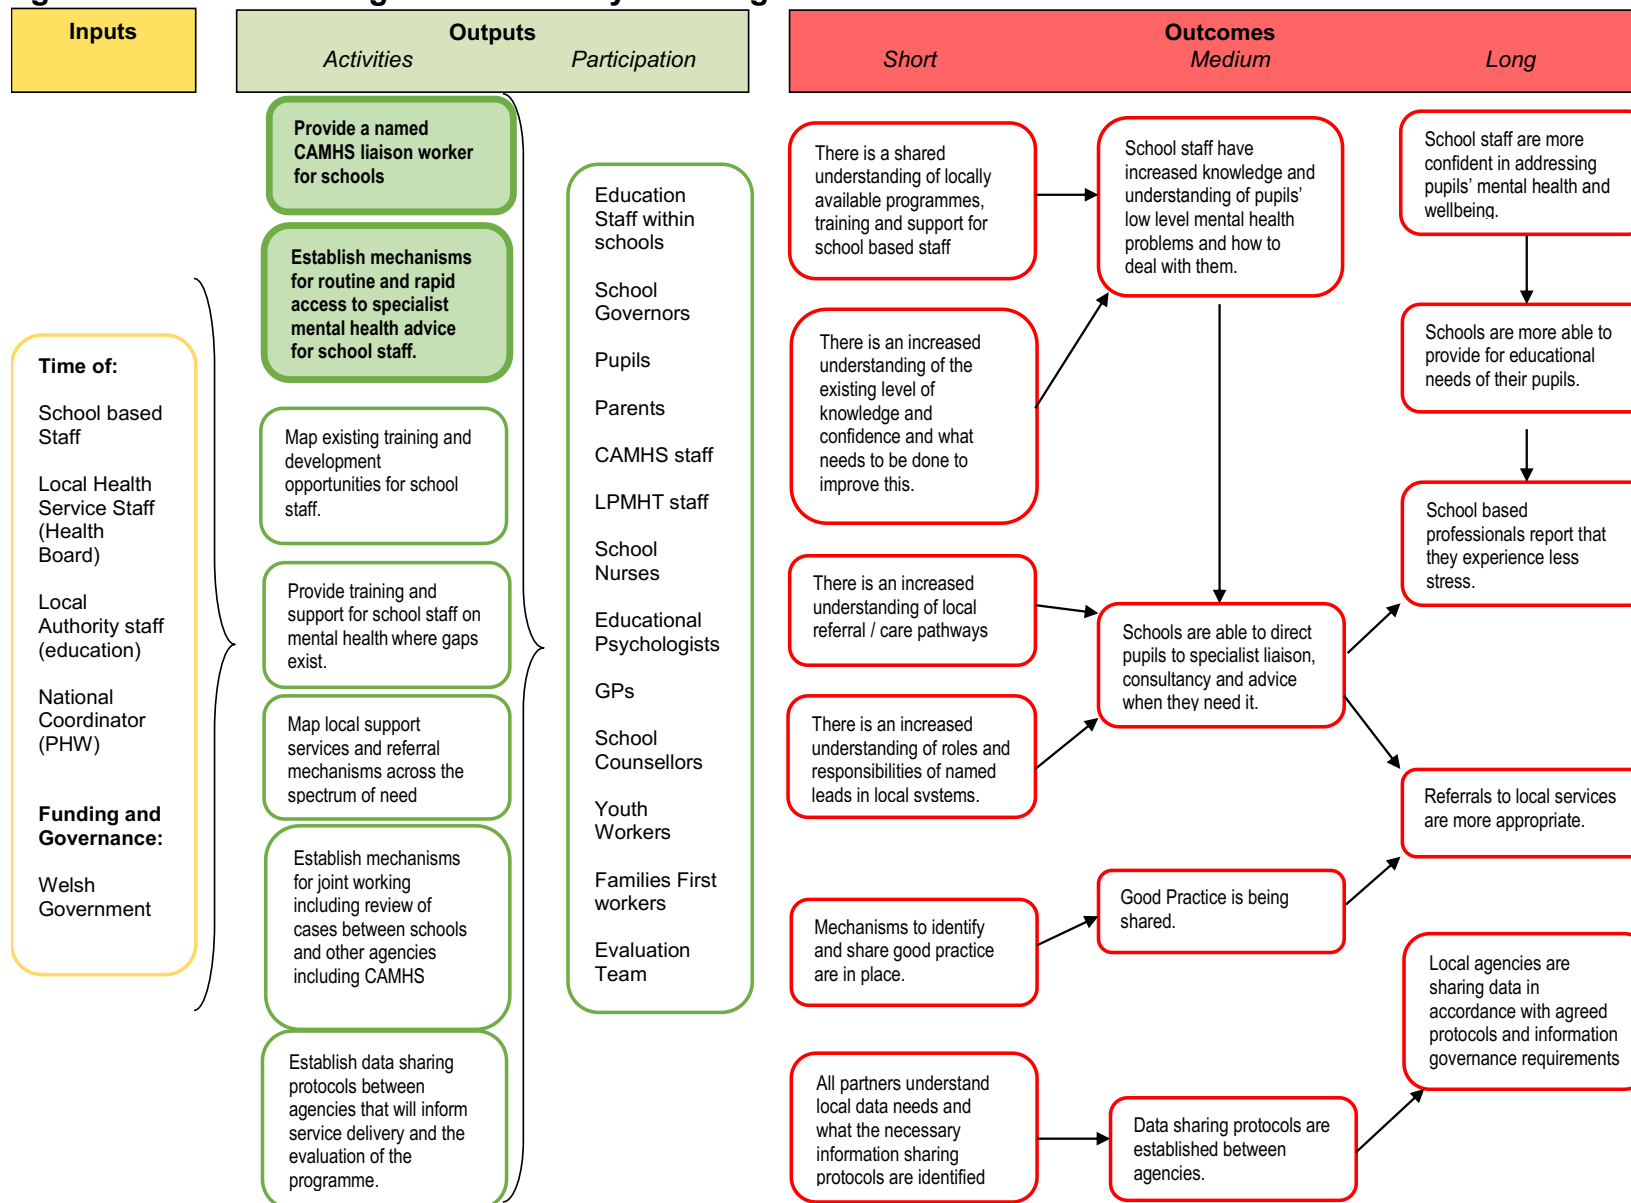 Inputs
Outputs
Activities
Participation
Outcomes
Short
Medium
Long
Time of:
School based
Staff
Local Health
Service Staff
(Health
Board)
Local
Authority staff
(education)
National
Coordinator
(PHW)
Funding and
Governance:
Welsh
Government
Provide a named
CAMHS liaison worker
for schools
Establish mechanisms
for routine and rapid
access to specialist
mental health advice
for school staff.
Map existing training and
development
opportunities for school
staff.
Provide training and
support for school staff on
mental health where gaps
exist.
Map local support
services and referral
mechanisms across the
spectrum of need
Establish mechanisms
for joint working
including review of
cases between schools
and other agencies
including CAMHS
Establish data sharing
protocols between
agencies that will inform
service delivery and the
evaluation of the
programme.
Education
Staff within
schools
School
Governors
Pupils
Parents
CAMHS staff
LPMHT staff
School
Nurses
Educational
Psychologists
GPs
School
Counsellors
Youth
Workers
Families First
workers
Evaluation
Team
There is a shared
understanding of locally
available programmes,
training and support for
school based staff
There is an increased
understanding of the
existing level of
knowledge and
confidence and what
needs to be done to
improve this.
There is an increased
understanding of local
referral / care pathways
There is an increased
understanding of roles and
responsibilities of named
leads in local systems.
Mechanisms to identify
and share good practice
are in place.
All partners understand
local data needs and
what the necessary
information sharing
protocols are identified
School staff have
increased knowledge and
understanding of pupils'
low level mental health
problems and how to
deal with them.
Schools are able to direct
pupils to specialist liaison,
consultancy and advice
when they need it.
Good Practice is being
shared.
Data sharing protocols are
established between
agencies.
School staff are more
confident in addressing
pupils' mental health and
wellbeing.
Schools are more able to
provide for educational
needs of their pupils.
School based
professionals report that
they experience less
stress.
Referrals to local services
are more appropriate.
Local agencies are
sharing data in
accordance with agreed
protocols and information
governance requirements